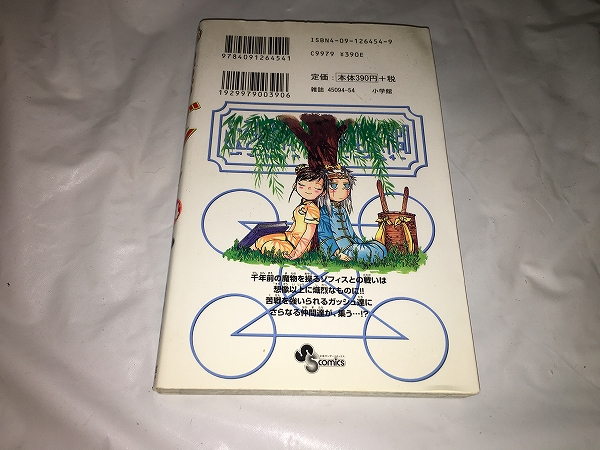 ISBN4-09-126454-9
C9979 ¥390E
9784091264541
定価：本体390円＋税
1929979003906
雑誌 45094-54
小学館
千年前の魔物を操るゾフィスとの戦いは
想像以上に熾烈なものに!!
苦戦を強いられるガッシュ達に
さらなる仲間達が、集う…!?
comics